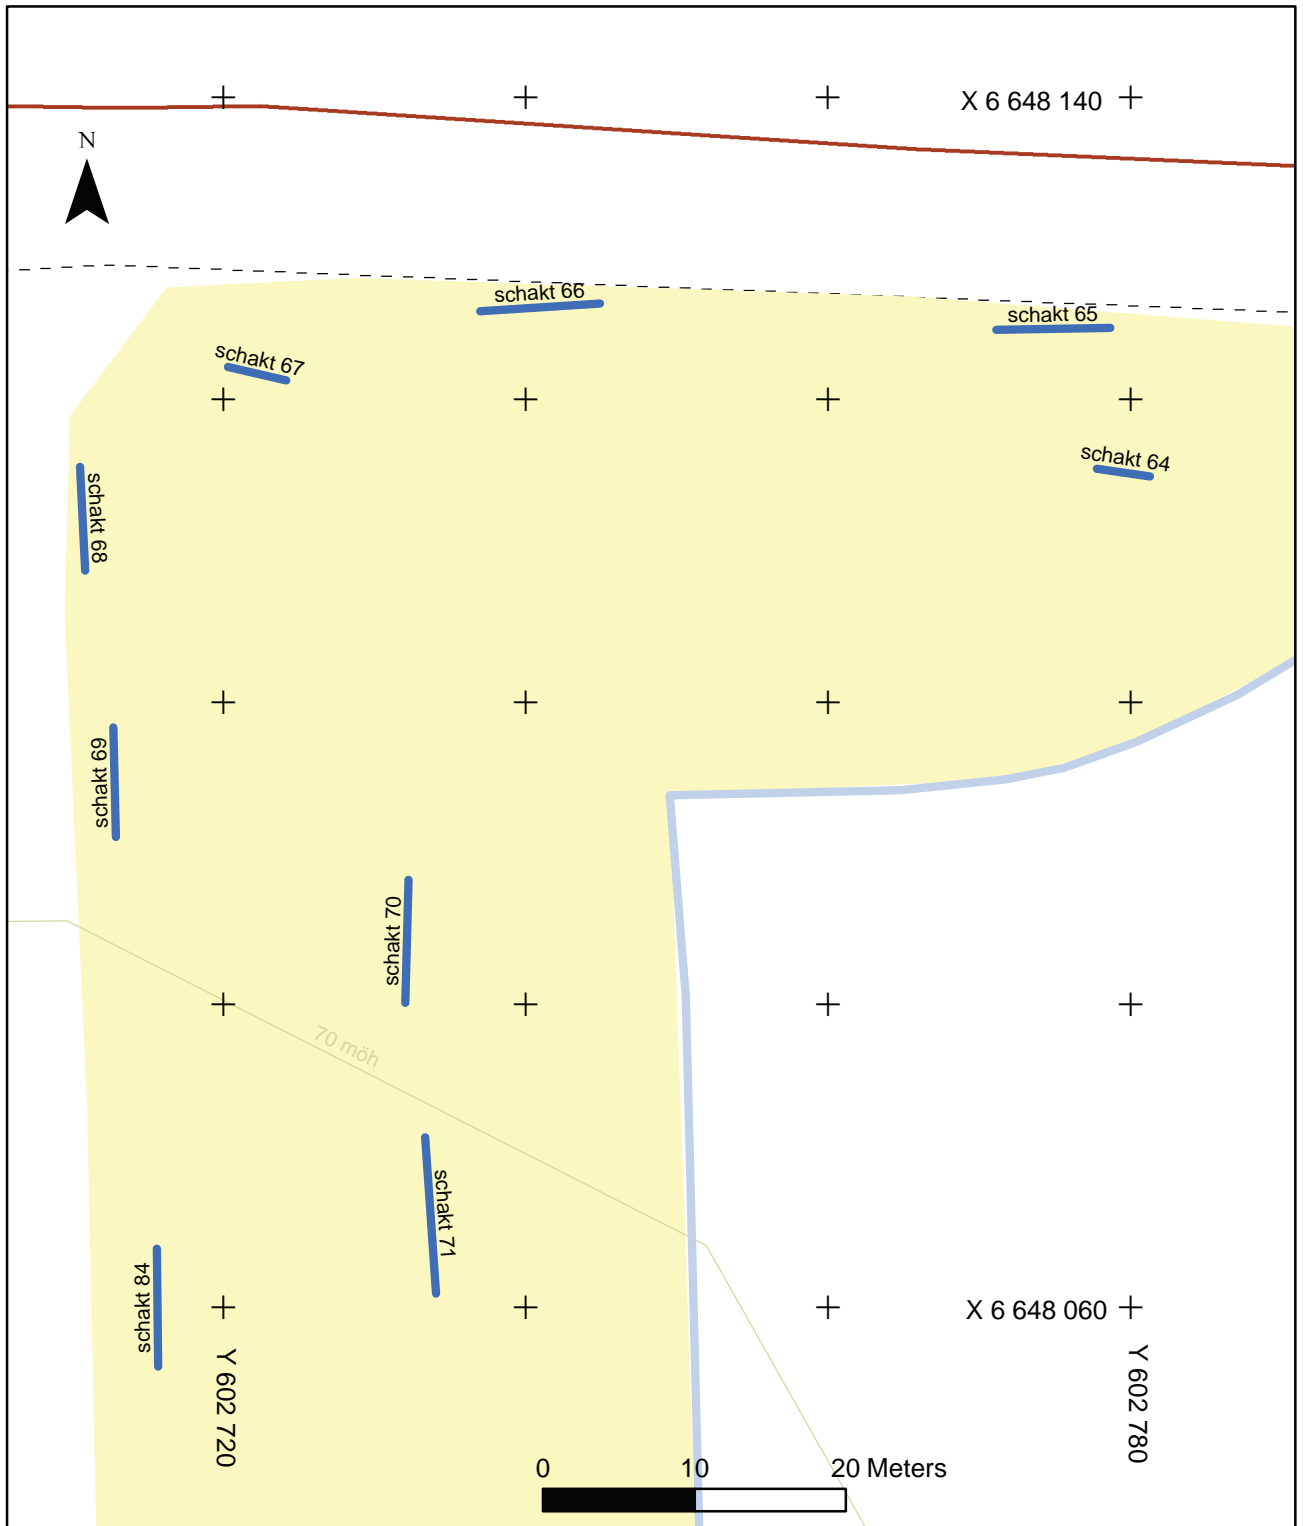 X 6 648 140
N
schakt 66
schakt 65
schakt 67
schakt 64
schakt 68
schakt 69
schakt 70
70 möh
schakt 71
schakt 84
X 6 648 060
Y 602 720
Y 602 780
0 10 20 Meters